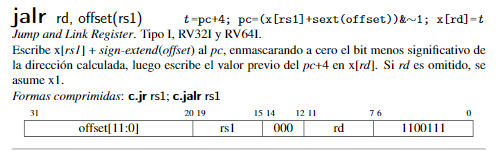 jalr rd, offset(rs1) t=pc+4; pc=(x[rs1]+sext(offset))&~1; x[rd]=t
Jump and Link Register. Tipo I, RV32I y RV64I.
Escribe x[rs1] + sign-extend(offset) al pc, enmascarando a cero el bit menos significativo de
la dirección calculada, luego escribe el valor previo del pc+4 en x[rd]. Si rd es omitido, se
asume x1.
Formas comprimidas: c.jr rs1; c.jalr rs1
31 20 19 15 14 12 11 7 6 0
offset[11:0] rs1 000 rd 1100111